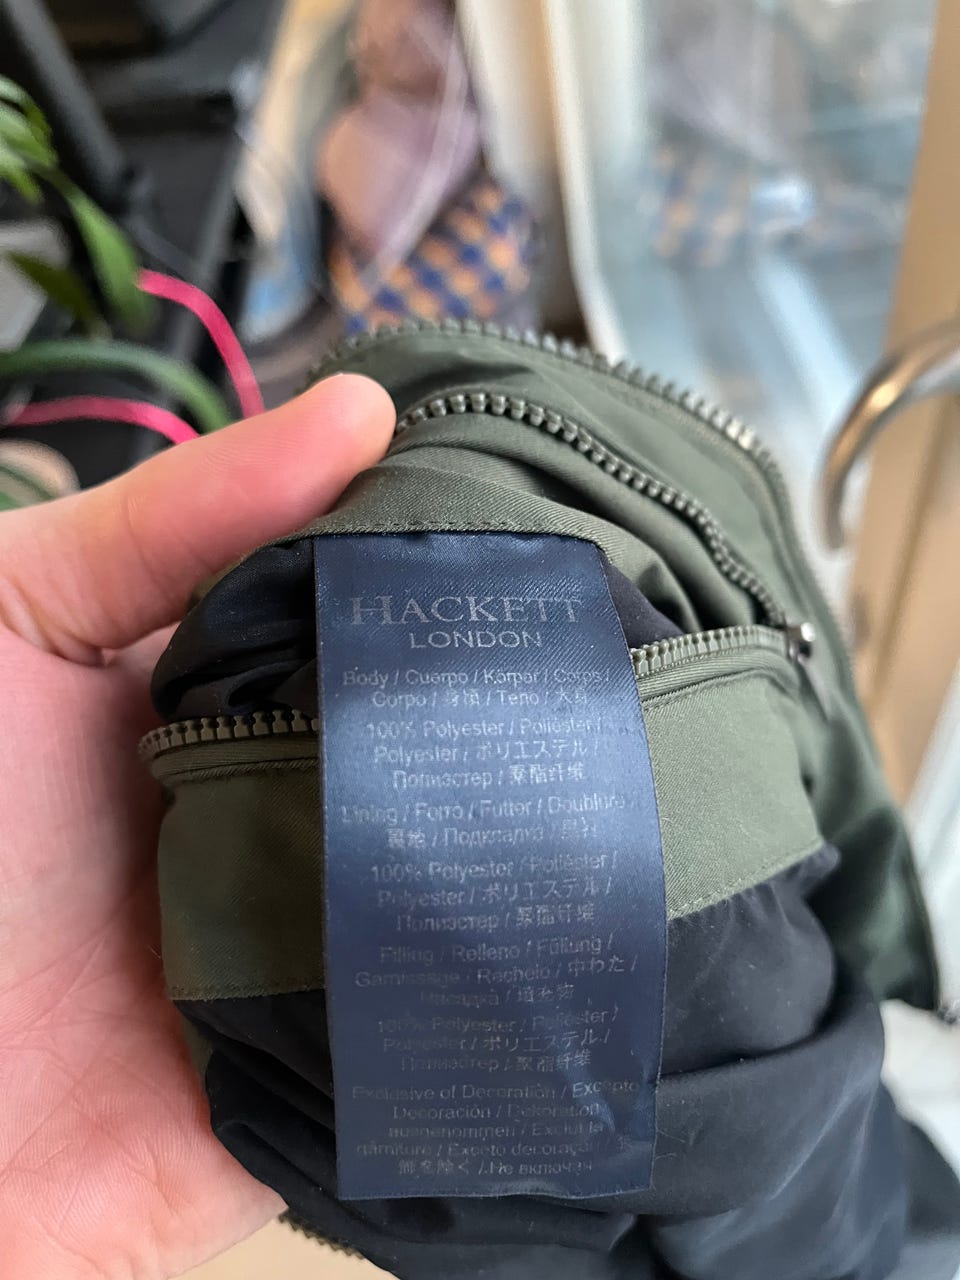 HACKETT
LONDON
Body / Cuerpo / Körper / Corps /
Corpo / 身頃 / Тело / 大身
100% Polyester / Poliéster /
Polyester / ポリエステル /
Полиэстер / 聚酯纤维
Lining / Forro / Futter / Doublure /
裏地 / Подкладка / 里衬
100% Polyester / Poliéster /
Polyester / ポリエステル /
Полиэстер / 聚酯纤维
Filling / Relleno / Füllung /
Garnissage / Recheio / 中わた /
Насадка / 填充物
100% Polyester / Poliéster /
Polyester / ポリエステル /
Полиэстер / 聚酯纤维
Exclusive of Decoration / Excepto
Decoración / Dekoration
ausgenommen / Exclut la
garniture / Exceto decoraça /
飾を除く / Не включая